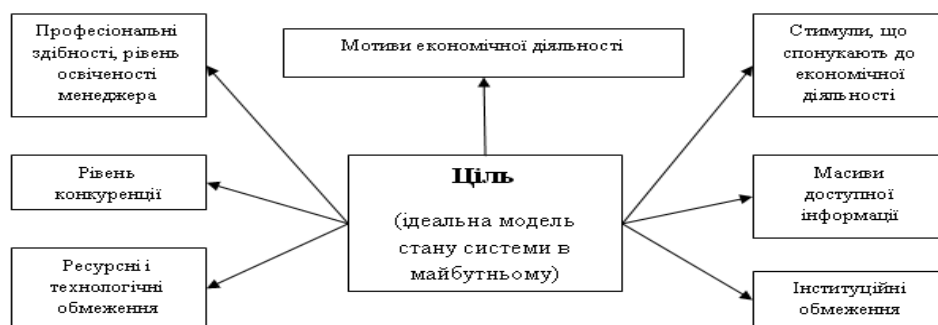 Професіональні
здібності, рівень
освіченості
менеджера
Мотиви економічної діяльності
Стимули, що
спонукають до
економічної
діяльності
Рівень
конкуренції
Ціль
(ідеальна модель
стану системи в
майбутньому)
Масиви
доступної
інформації
Ресурсні і
технологічні
обмеження
Інституційні
обмеження